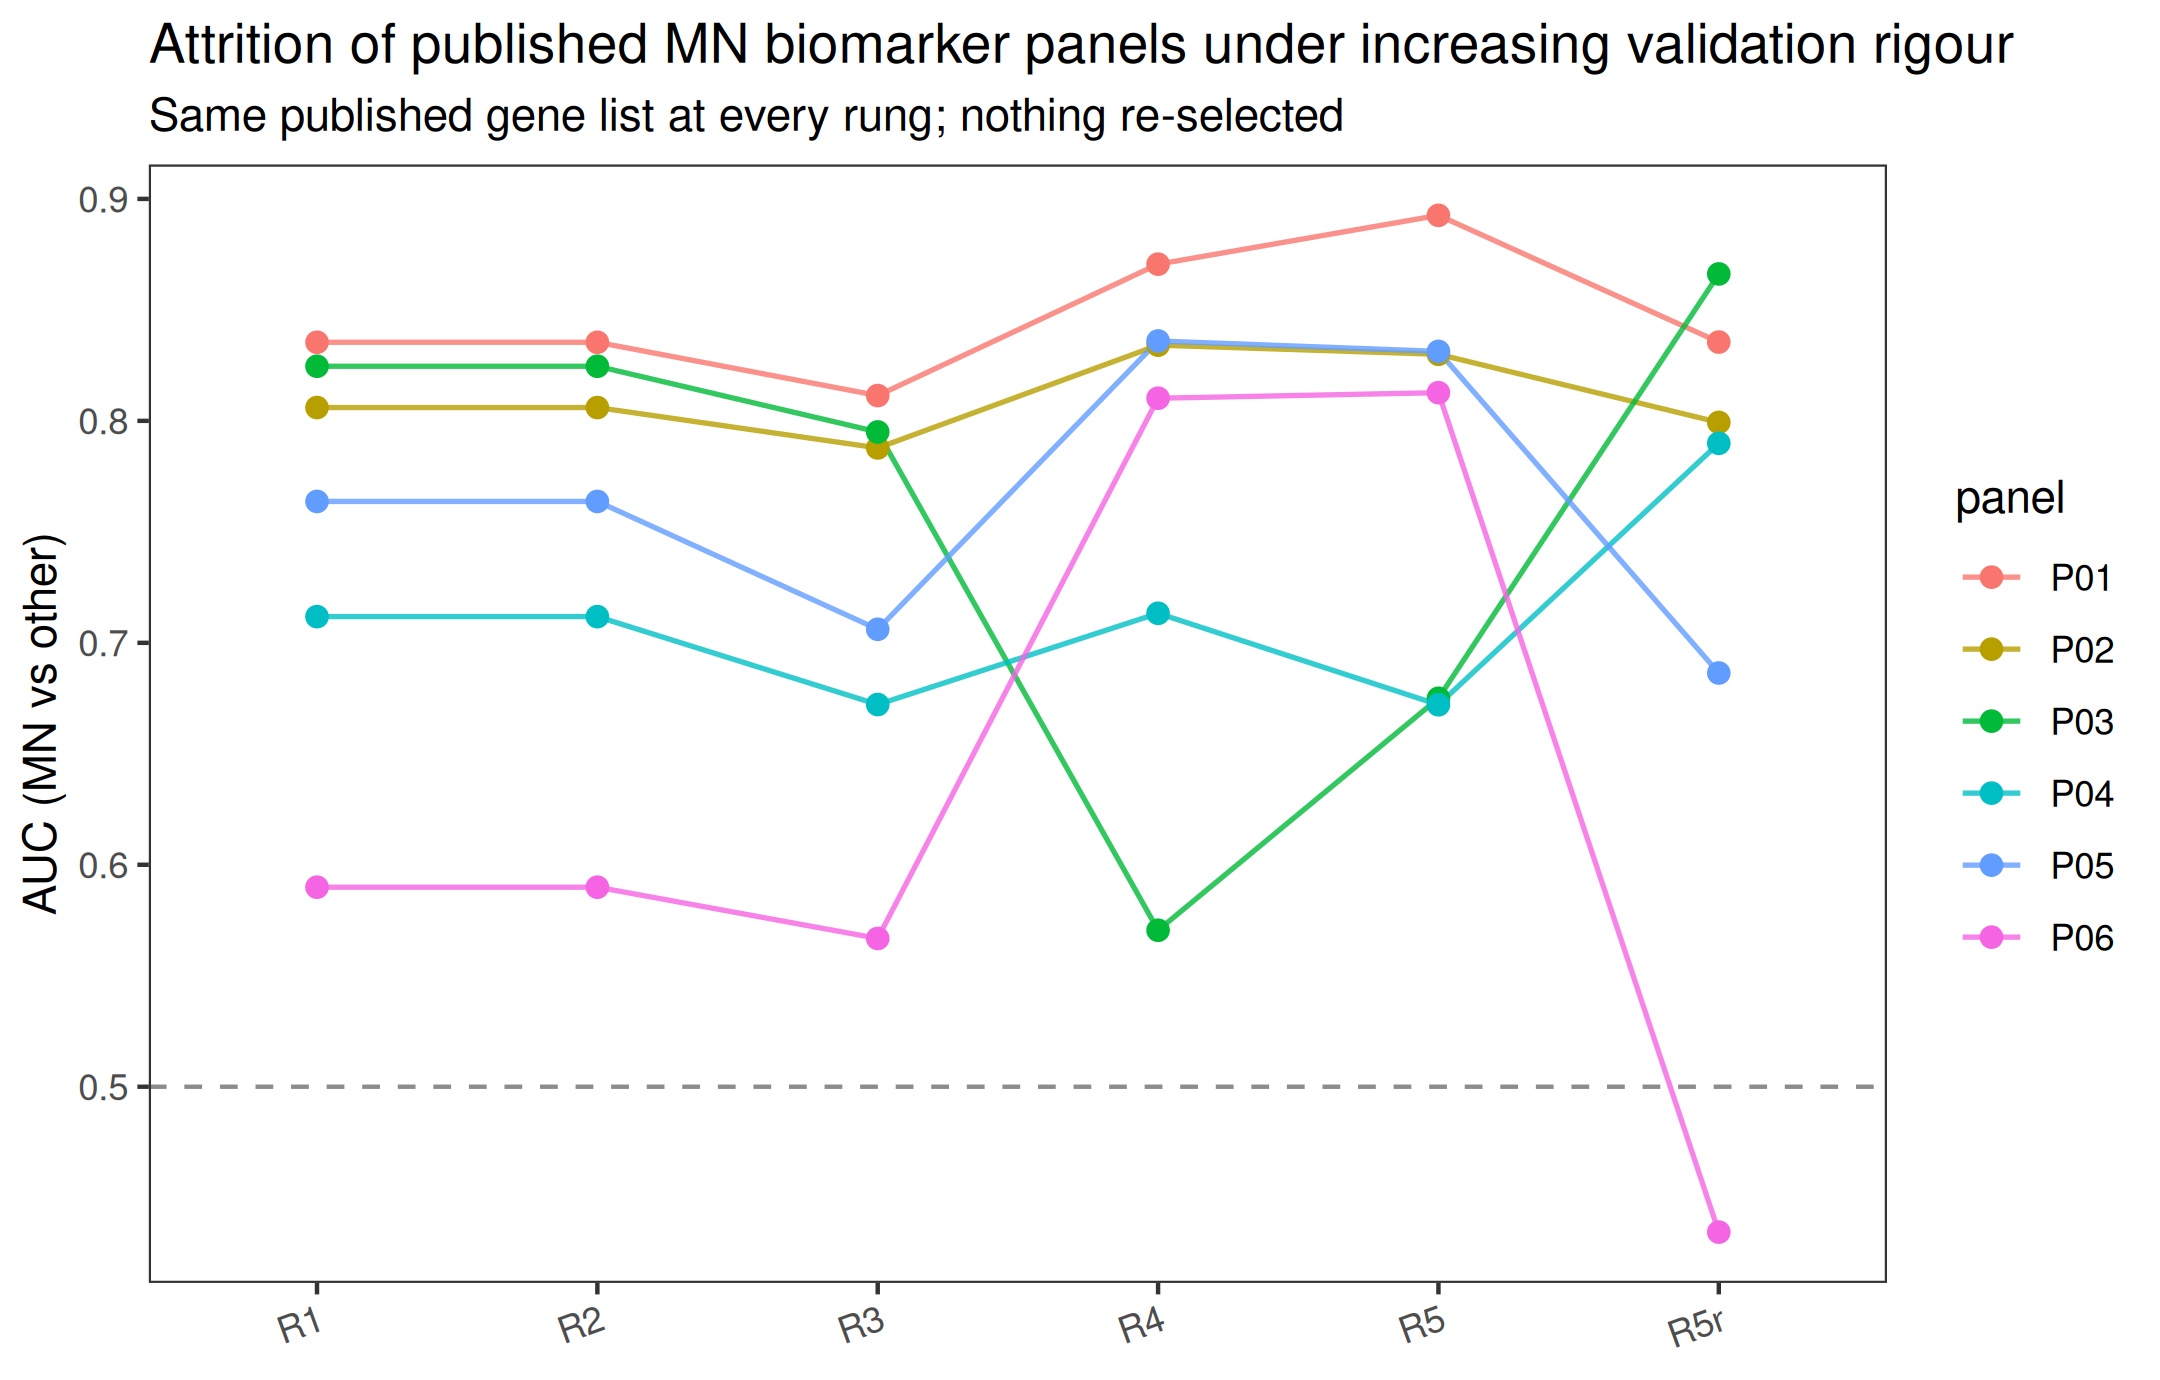 Attrition of published MN biomarker panels under increasing validation rigour
Same published gene list at every rung; nothing re-selected
AUC (MN vs other)
0.9
0.8
0.7
0.6
0.5
R1
R2
R3
R4
R5
R5r
panel
P01
P02
P03
P04
P05
P06